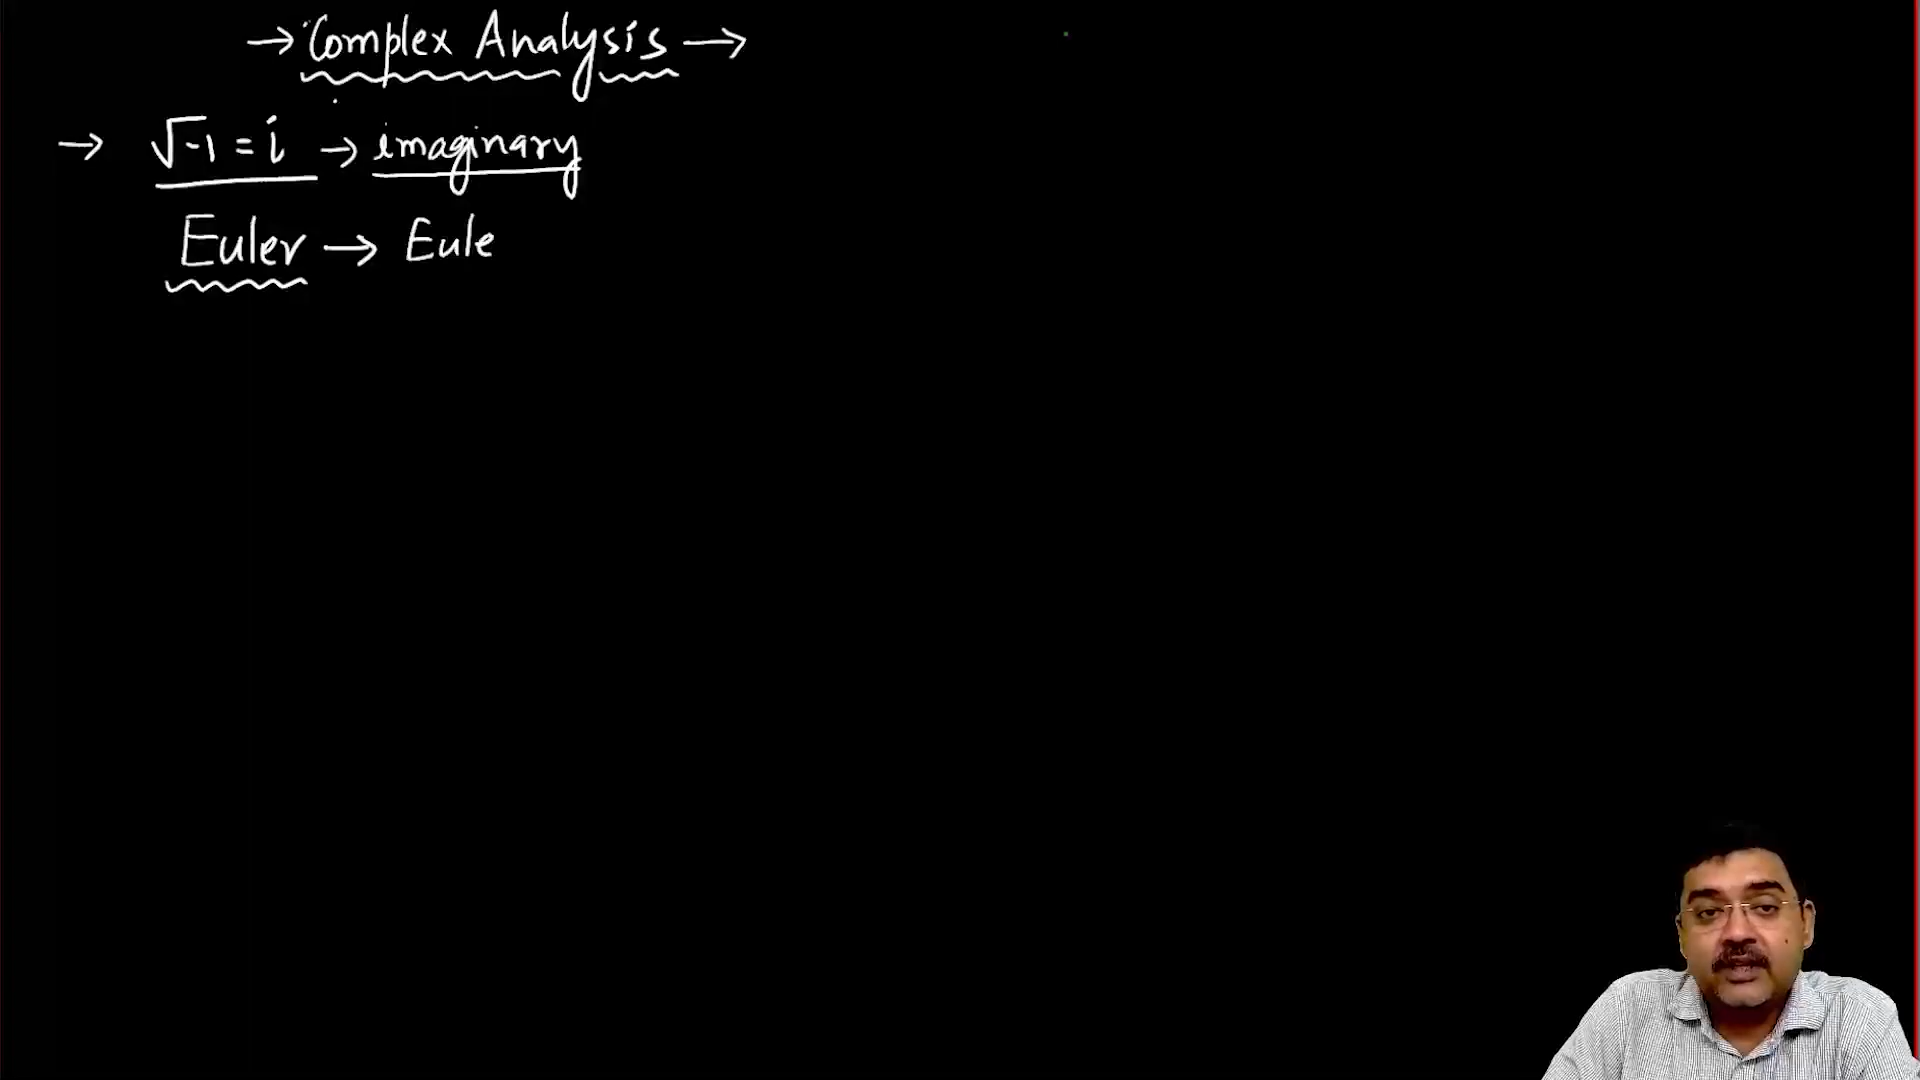 → Complex Analysis →
→ √-1 = i → imaginary
Euler → Eule